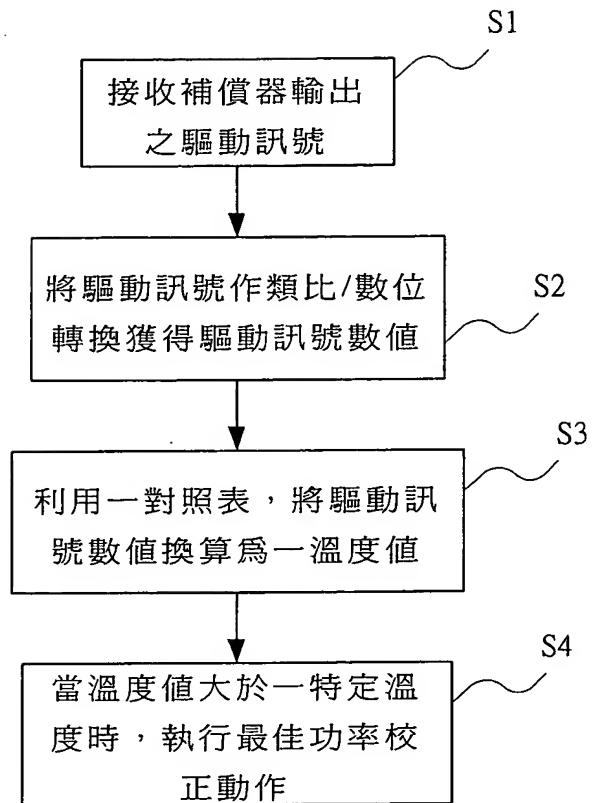 S1
接收補償器輸出
之驅動訊號
將驅動訊號作類比/數位
轉換獲得驅動訊號數值
S2
利用一對照表，將驅動訊
號數值換算爲一溫度值
S3
當溫度值大於一特定溫
度時，執行最佳功率校
正動作
S4